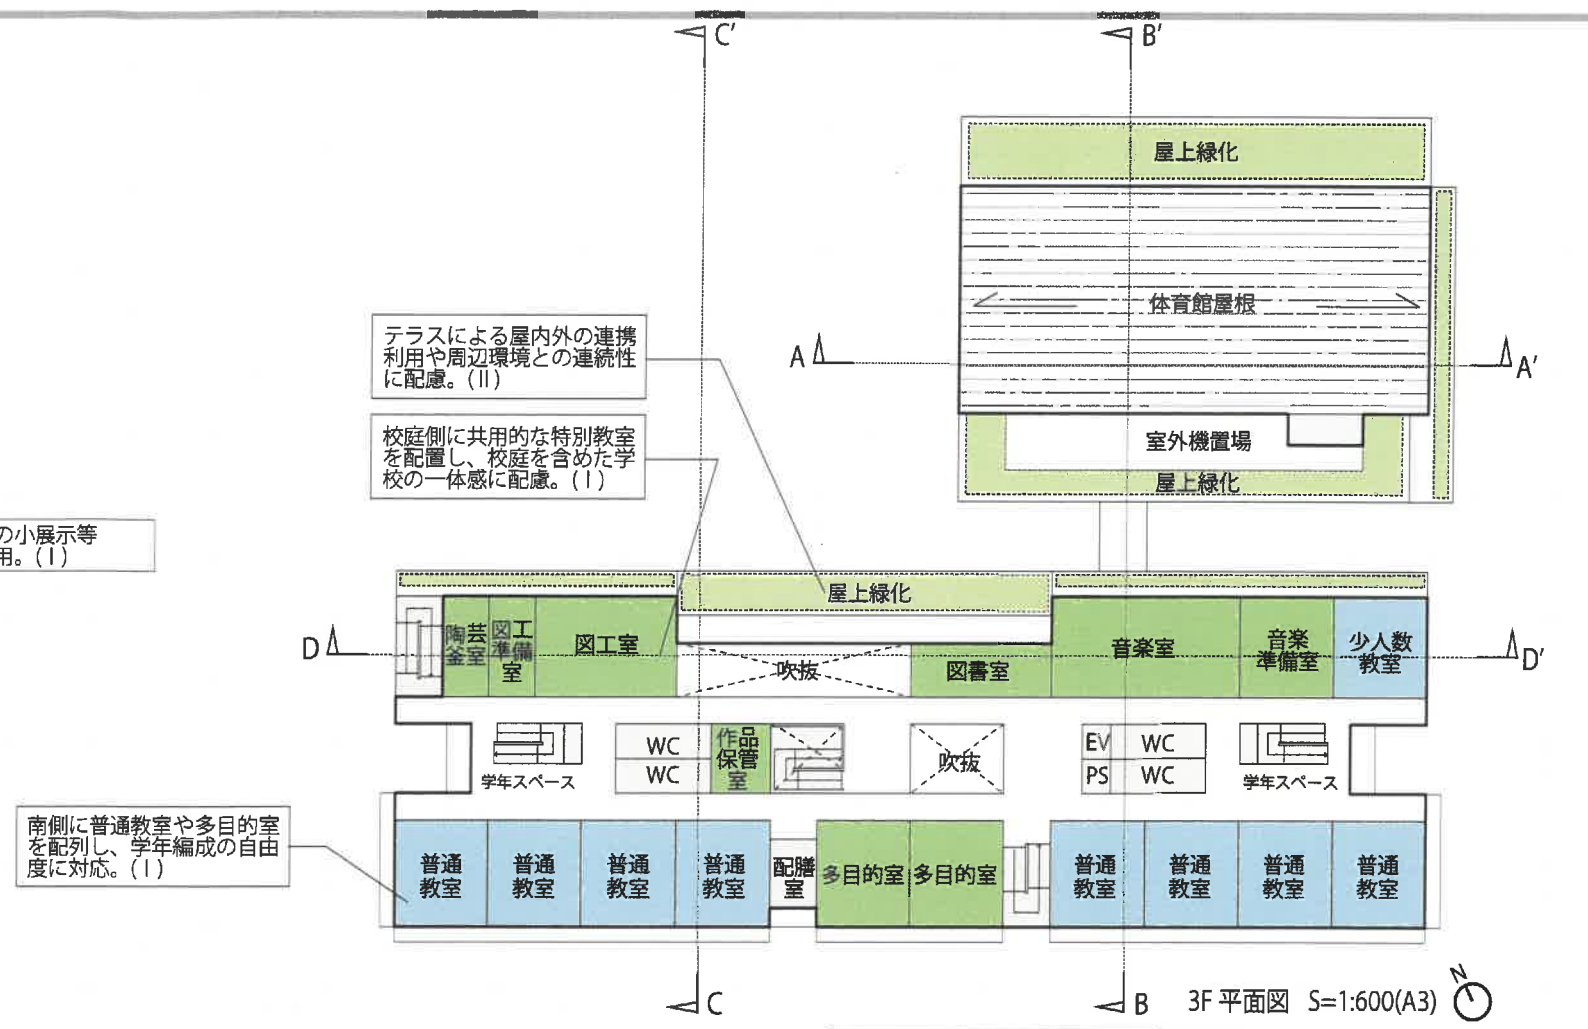 C'
B'
屋上緑化
体育館屋根
テラスによる屋内外の連携
利用や周辺環境との連続性
に配慮。(II)
A
A'
校庭側に共用的な特別教室
を配置し、校庭を含めた学
校の一体感に配慮。(I)
室外機置場
屋上緑化
の小展示等
用。(I)
屋上緑化
D
陶芸
釜室
図工
準備
室
図工室
吹抜
図書室
音楽室
音楽
準備室
少人数
教室
D'
学年スペース
WC
WC
作品
保管
室
吹抜
EV
WC
PS
WC
学年スペース
南側に普通教室や多目的室
を配列し、学年編成の自由
度に対応。(I)
普通
教室
普通
教室
普通
教室
普通
教室
配膳
室
多目的室
多目的室
普通
教室
普通
教室
普通
教室
普通
教室
C
B
3F 平面図 S=1:600(A3)
N